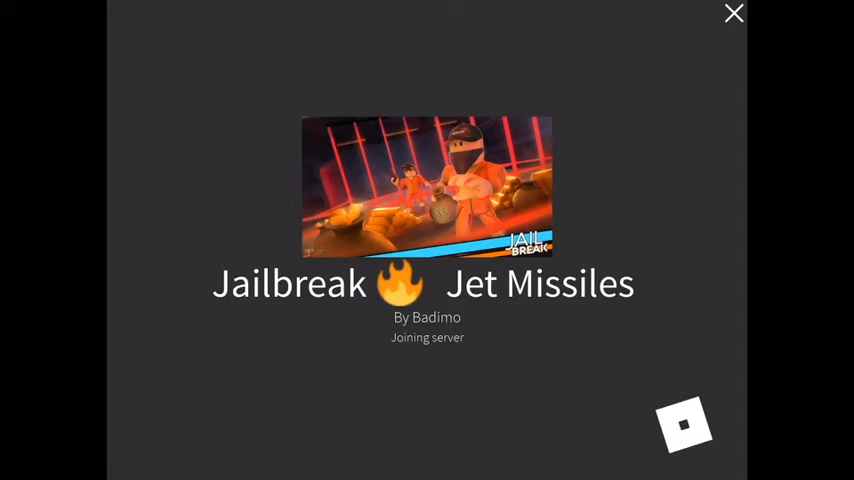 JAIL
BREAK
Jailbreak 🔥 Jet Missiles
By Badimo
Joining server